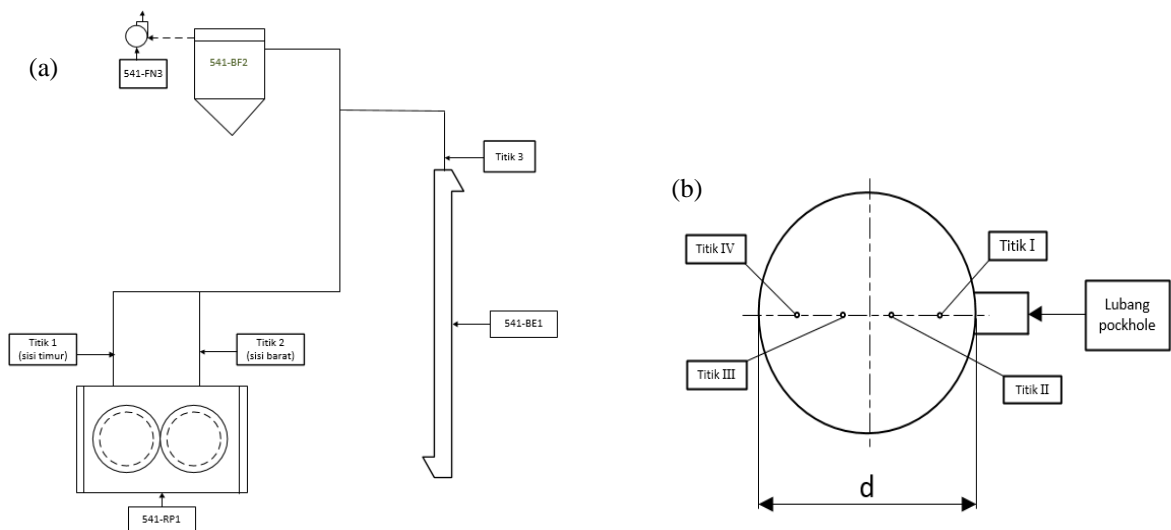 (a)
541-FN3
541-BF2
Titik 3
541-BE1
Titik 1
(sisi timur)
Titik 2
(sisi barat)
541-RP1
(b)
Titik IV
Titik I
Lubang
pockhole
Titik III
Titik II
d